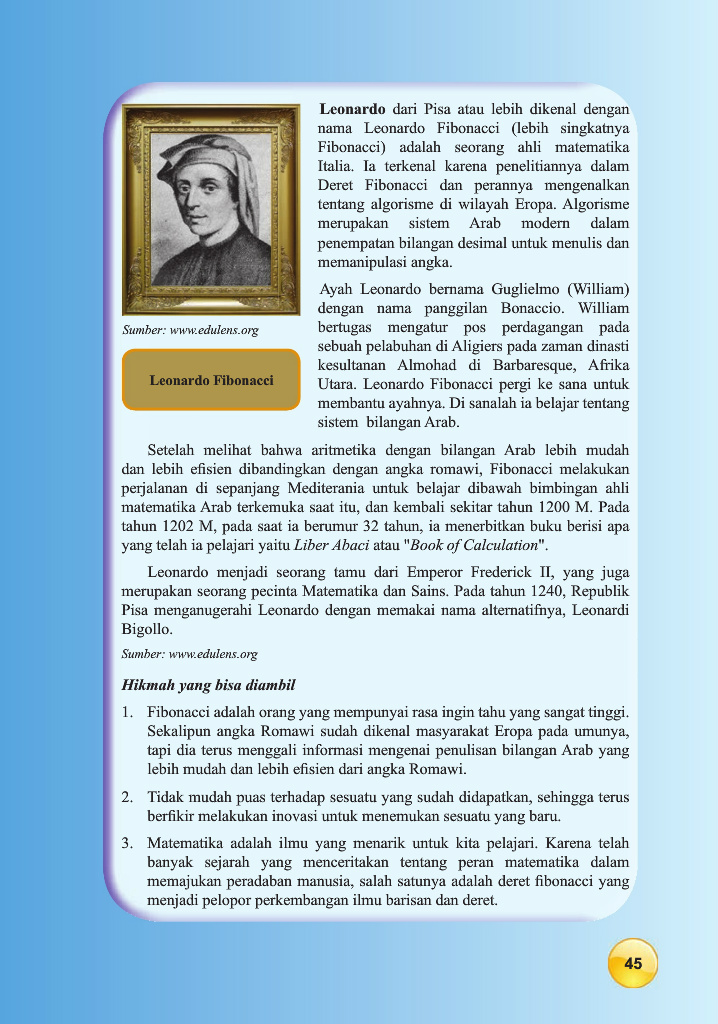 Leonardo dari Pisa atau lebih dikenal dengan
nama Leonardo Fibonacci (lebih singkatnya
Fibonacci) adalah seorang ahli matematika
Italia. Ia terkenal karena penelitiannya dalam
Deret Fibonacci dan perannya mengenalkan
tentang algorisme di wilayah Eropa. Algorisme
merupakan sistem Arab modern dalam
penempatan bilangan desimal untuk menulis dan
memanipulasi angka.
Ayah Leonardo bernama Guglielmo (William)
dengan nama panggilan Bonaccio. William
bertugas mengatur pos perdagangan pada
sebuah pelabuhan di Aligiers pada zaman dinasti
kesultanan Almohad di Barbaresque, Afrika
Utara. Leonardo Fibonacci pergi ke sana untuk
membantu ayahnya. Di sanalah ia belajar tentang
sistem bilangan Arab.
Sumber: www.edulens.org
Leonardo Fibonacci
Setelah melihat bahwa aritmetika dengan bilangan Arab lebih mudah
dan lebih efisien dibandingkan dengan angka romawi, Fibonacci melakukan
perjalanan di sepanjang Mediterania untuk belajar dibawah bimbingan ahli
matematika Arab terkemuka saat itu, dan kembali sekitar tahun 1200 M. Pada
tahun 1202 M, pada saat ia berumur 32 tahun, ia menerbitkan buku berisi apa
yang telah ia pelajari yaitu Liber Abaci atau "Book of Calculation".
Leonardo menjadi seorang tamu dari Emperor Frederick II, yang juga
merupakan seorang pecinta Matematika dan Sains. Pada tahun 1240, Republik
Pisa menganugerahi Leonardo dengan memakai nama alternatifnya, Leonardi
Bigollo.
Sumber: www.edulens.org
Hikmah yang bisa diambil
1. Fibonacci adalah orang yang mempunyai rasa ingin tahu yang sangat tinggi.
Sekalipun angka Romawi sudah dikenal masyarakat Eropa pada umunya,
tapi dia terus menggali informasi mengenai penulisan bilangan Arab yang
lebih mudah dan lebih efisien dari angka Romawi.
2. Tidak mudah puas terhadap sesuatu yang sudah didapatkan, sehingga terus
berfikir melakukan inovasi untuk menemukan sesuatu yang baru.
3. Matematika adalah ilmu yang menarik untuk kita pelajari. Karena telah
banyak sejarah yang menceritakan tentang peran matematika dalam
memajukan peradaban manusia, salah satunya adalah deret fibonacci yang
menjadi pelopor perkembangan ilmu barisan dan deret.
45